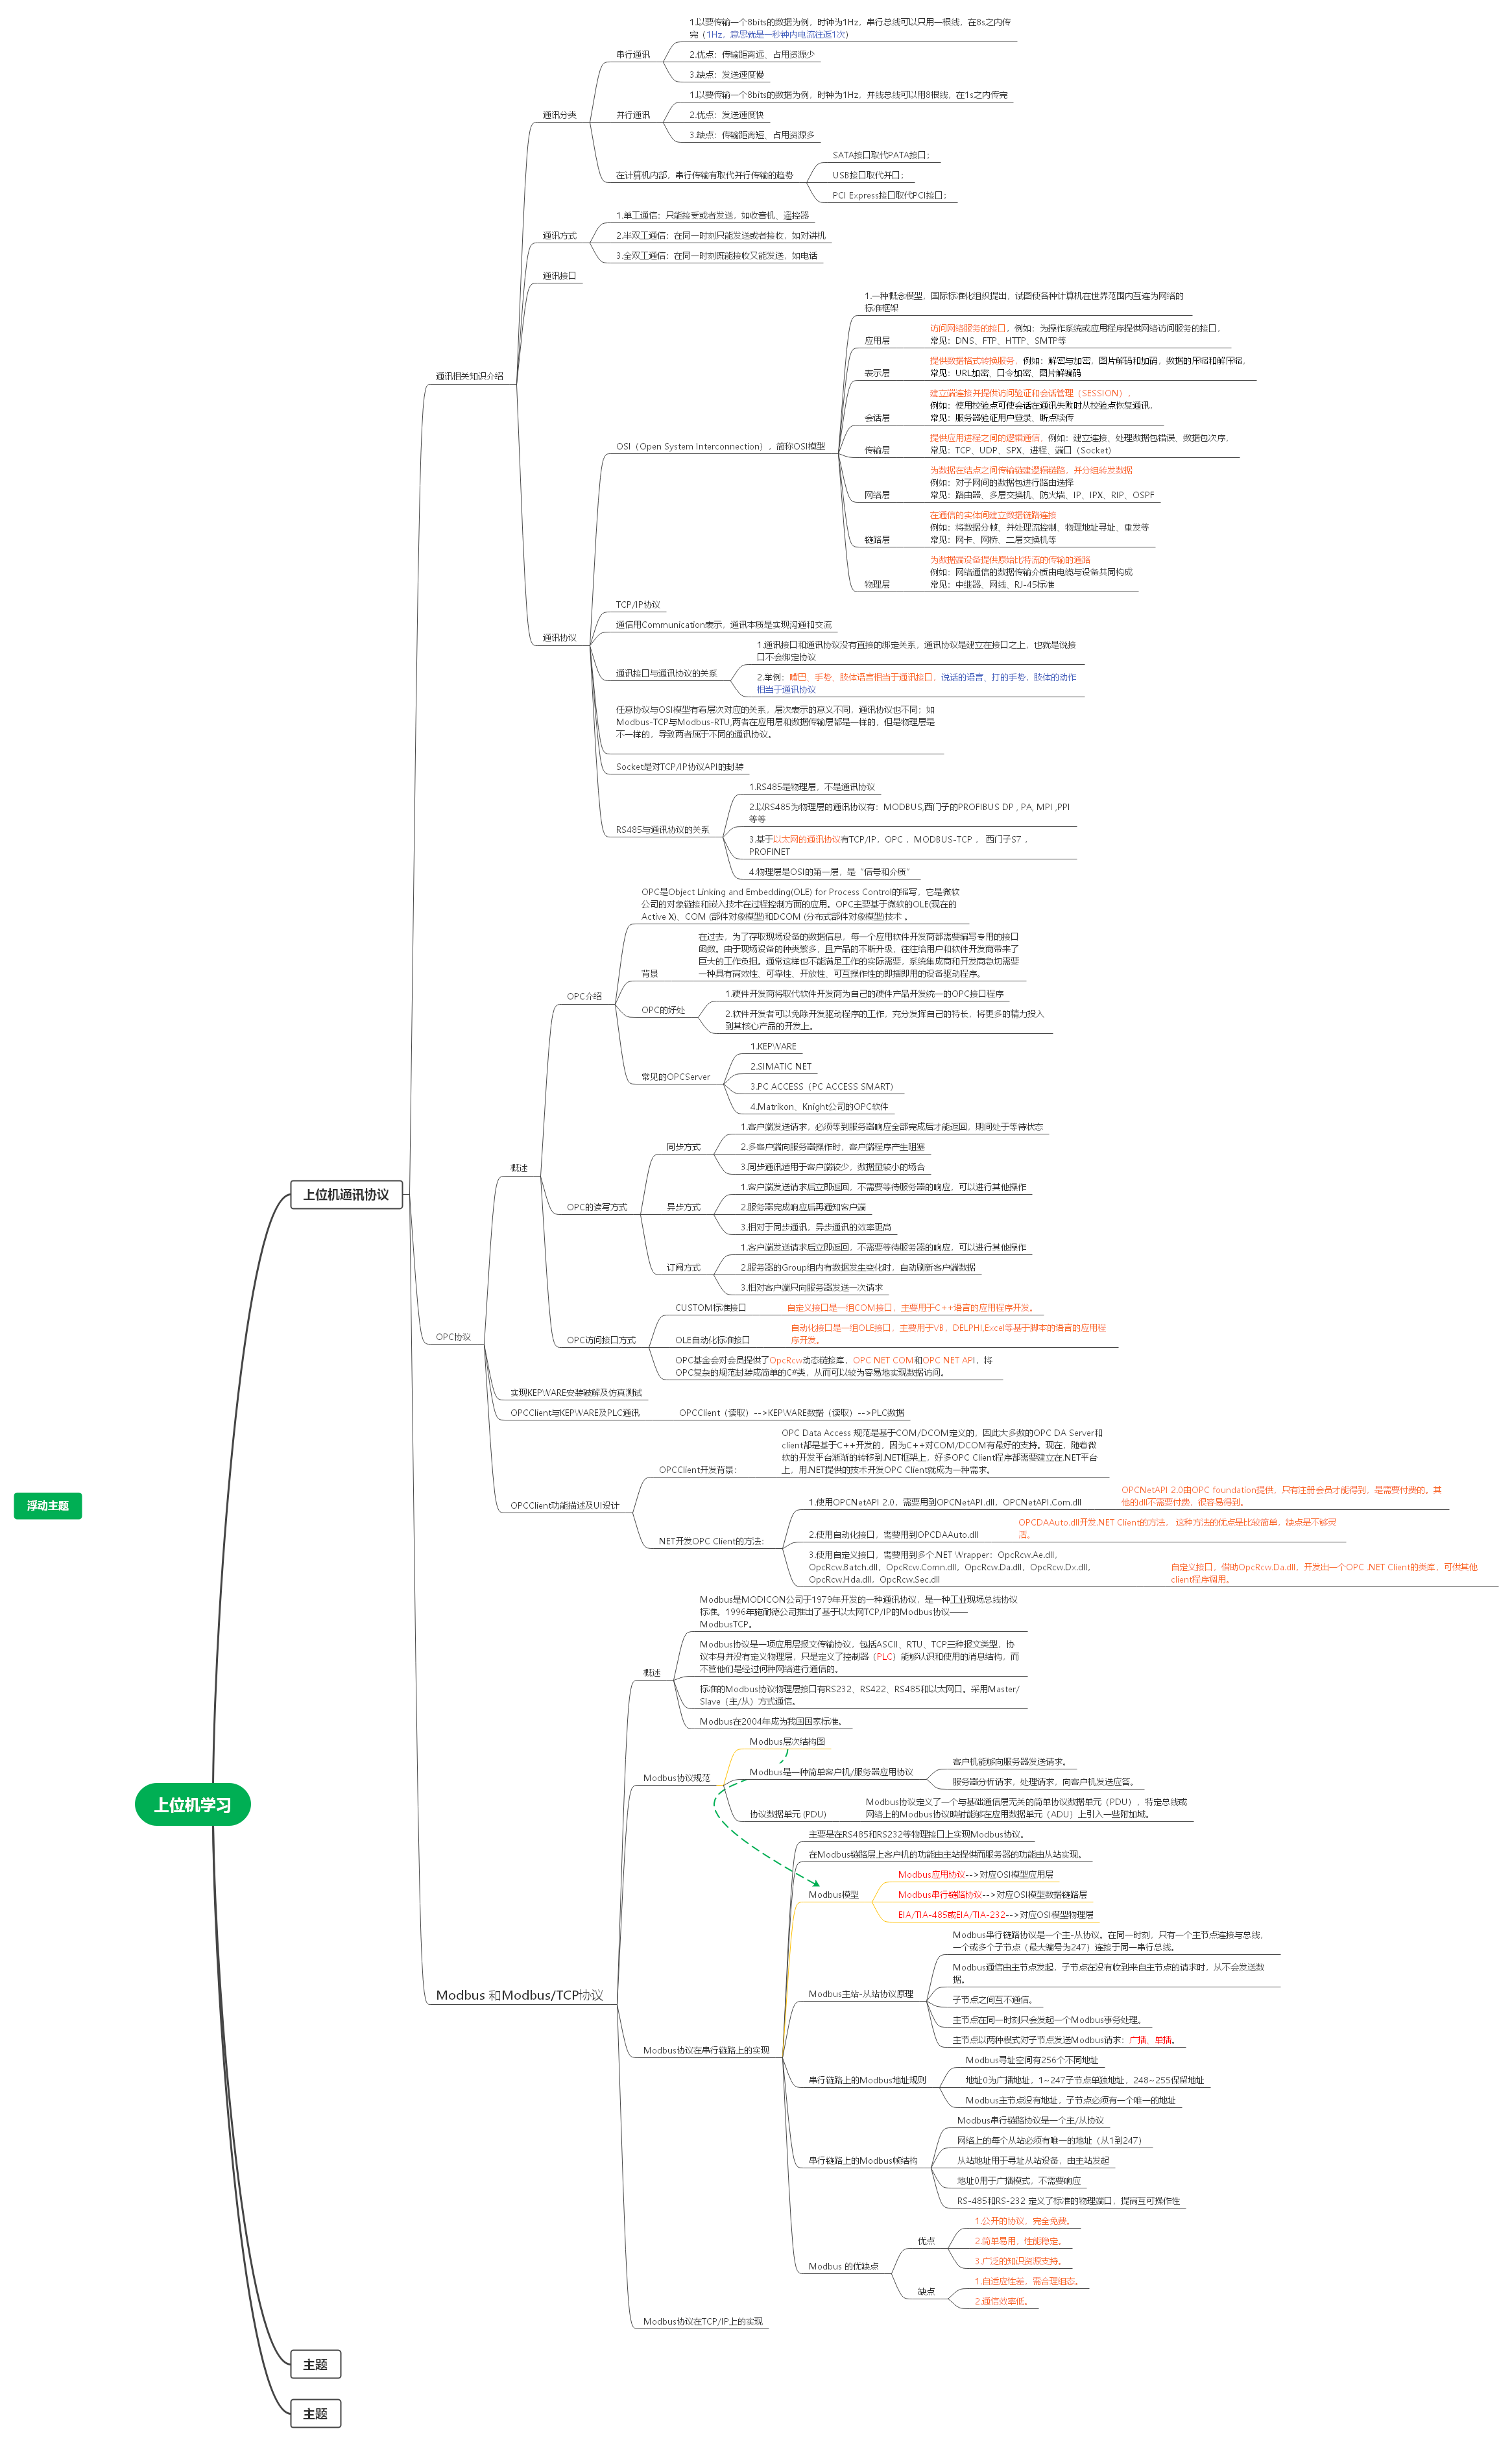 1.以要传输一个8bits的数据为例，时钟为1Hz，串行总线可以只用一根线，在8s之内传
完（1Hz，意思就是一秒钟内电流往返1次）
串行通讯
2.优点：传输距离远、占用资源少
3.缺点：发送速度慢
1.以要传输一个8bits的数据为例，时钟为1Hz，并线总线可以用8根线，在1s之内传完
通讯分类
并行通讯
2.优点：发送速度快
3.缺点：传输距离短、占用资源多
SATA接口取代PATA接口；
在计算机内部，串行传输有取代并行传输的趋势
USB接口取代并口；
PCI Express接口取代PCI接口；
1.单工通信：只能接受或者发送，如收音机、遥控器
通讯方式
2.半双工通信：在同一时刻只能发送或者接收，如对讲机
3.全双工通信：在同一时刻既能接收又能发送，如电话
通讯接口
通讯相关知识介绍
1.一种概念模型，国际标准化组织提出，试图使各种计算机在世界范围内互连为网络的
标准框架
应用层
访问网络服务的接口，例如：为操作系统或应用程序提供网络访问服务的接口，
常见：DNS、FTP、HTTP、SMTP等
表示层
提供数据格式转换服务，例如：解密与加密，图片解码和加码，数据的压缩和解压缩，
常见：URL加密、口令加密、图片解编码
会话层
建立端连接并提供访问验证和会话管理（SESSION），
例如：使用校验点可使会话在通讯失败时从校验点恢复通讯，
常见：服务器验证用户登录、断点续传
OSI（Open System Interconnection），简称OSI模型
传输层
提供应用进程之间的逻辑通信，例如：建立连接、处理数据包错误、数据包次序，
常见：TCP、UDP、SPX、进程、端口（Socket）
网络层
为数据在结点之间传输链建逻辑链路，并分组转发数据
例如：对子网间的数据包进行路由选择
常见：路由器、多层交换机、防火墙、IP、IPX、RIP、OSPF
链路层
在通信的实体间建立数据链路连接
例如：将数据分帧，并处理流控制、物理地址寻址、重发等
常见：网卡、网桥、二层交换机等
物理层
为数据端设备提供原始比特流的传输的通路
例如：网络通信的数据传输介质由电缆与设备共同构成
常见：中继器、网线、RJ-45标准
通讯协议
TCP/IP协议
通信用Communication表示，通讯本质是实现沟通和交流
通讯接口与通讯协议的关系
1.通讯接口和通讯协议没有直接的绑定关系，通讯协议是建立在接口之上，也就是说接
口不会绑定协议
2.举例：嘴巴、手势、肢体语言相当于通讯接口，说话的语言、打的手势，肢体的动作
相当于通讯协议
任意协议与OSI模型有着层次对应的关系，层次表示的意义不同，通讯协议也不同；如
Modbus-TCP与Modbus-RTU,两者在应用层和数据传输层都是一样的，但是物理层是
不一样的，导致两者属于不同的通讯协议。
Socket是对TCP/IP协议API的封装
RS485与通讯协议的关系
1.RS485是物理层，不是通讯协议
2.以RS485为物理层的通讯协议有：MODBUS,西门子的PROFIBUS DP , PA, MPI ,PPI
等等
3.基于以太网的通讯协议有TCP/IP，OPC ，MODBUS-TCP ， 西门子S7 ，
PROFINET
4.物理层是OSI的第一层，是“信号和介质”
上位机通讯协议
OPC协议
概述
OPC介绍
OPC是Object Linking and Embedding(OLE) for Process Control的缩写，它是微软
公司的对象链接和嵌入技术在过程控制方面的应用。OPC主要基于微软的OLE(现在的
Active X)、COM (部件对象模型)和DCOM (分布式部件对象模型)技术 。
背景
在过去，为了存取现场设备的数据信息，每一个应用软件开发商都需要编写专用的接口
函数。由于现场设备的种类繁多，且产品的不断升级，往往给用户和软件开发商带来了
巨大的工作负担。通常这样也不能满足工作的实际需要，系统集成商和开发商急切需要
一种具有高效性、可靠性、开放性、可互操作性的即插即用的设备驱动程序。
OPC的好处
1.硬件开发商将取代软件开发商为自己的硬件产品开发统一的OPC接口程序
2.软件开发者可以免除开发驱动程序的工作，充分发挥自己的特长，将更多的精力投入
到其核心产品的开发上。
常见的OPCServer
1.KEPWARE
2.SIMATIC NET
3.PC ACCESS（PC ACCESS SMART）
4.Matrikon、Knight公司的OPC软件
OPC的读写方式
同步方式
1.客户端发送请求，必须等到服务器响应全部完成后才能返回，期间处于等待状态
2.多客户端向服务器操作时，客户端程序产生阻塞
3.同步通讯适用于客户端较少，数据量较小的场合
异步方式
1.客户端发送请求后立即返回，不需要等待服务器的响应，可以进行其他操作
2.服务器完成响应后再通知客户端
3.相对于同步通讯，异步通讯的效率更高
订阅方式
1.客户端发送请求后立即返回，不需要等待服务器的响应，可以进行其他操作
2.服务器的Group组内有数据发生变化时，自动刷新客户端数据
3.相对客户端只向服务器发送一次请求
OPC访问接口方式
CUSTOM标准接口
自定义接口是一组COM接口，主要用于C++语言的应用程序开发。
OLE自动化标准接口
自动化接口是一组OLE接口，主要用于VB，DELPHI,Excel等基于脚本的语言的应用程
序开发。
OPC基金会对会员提供了OpcRcw动态链接库，OPC NET COM和OPC NET API，将
OPC复杂的规范封装成简单的C#类，从而可以较为容易地实现数据访问。
实现KEPWARE安装破解及仿真测试
OPCClient与KEPWARE及PLC通讯
OPCClient（读取）-->KEPWARE数据（读取）-->PLC数据
OPCClient功能描述及UI设计
OPCClient开发背景：
OPC Data Access 规范是基于COM/DCOM定义的，因此大多数的OPC DA Server和
client都是基于C++开发的，因为C++对COM/DCOM有最好的支持。现在，随着微
软的开发平台渐渐的转移到.NET框架上，好多OPC Client程序都需要建立在.NET平台
上，用.NET提供的技术开发OPC Client就成为一种需求。
NET开发OPC Client的方法：
1.使用OPCNetAPI 2.0，需要用到OPCNetAPI.dll，OPCNetAPI.Com.dll
OPCNetAPI 2.0由OPC foundation提供，只有注册会员才能得到，是需要付费的。其
他的dll不需要付费，很容易得到。
2.使用自动化接口，需要用到OPCDAAuto.dll
OPCDAAuto.dll开发.NET Client的方法， 这种方法的优点是比较简单，缺点是不够灵
活。
3.使用自定义接口，需要用到多个.NET Wrapper：OpcRcw.Ae.dll，
OpcRcw.Batch.dll，OpcRcw.Comn.dll，OpcRcw.Da.dll，OpcRcw.Dx.dll，
OpcRcw.Hda.dll，OpcRcw.Sec.dll
自定义接口，借助OpcRcw.Da.dll，开发出一个OPC .NET Client的类库，可供其他
client程序调用。
浮动主题
上位机学习
Modbus 和Modbus/TCP协议
概述
Modbus是MODICON公司于1979年开发的一种通讯协议，是一种工业现场总线协议
标准。1996年施耐德公司推出了基于以太网TCP/IP的Modbus协议——
ModbusTCP。
Modbus协议是一项应用层报文传输协议，包括ASCII、RTU、TCP三种报文类型，协
议本身并没有定义物理层，只是定义了控制器（PLC）能够认识和使用的消息结构，而
不管他们是经过何种网络进行通信的。
标准的Modbus协议物理层接口有RS232、RS422、RS485和以太网口。采用Master/
Slave（主/从）方式通信。
Modbus在2004年成为我国国家标准。
Modbus协议规范
Modbus层次结构图
Modbus是一种简单客户机/服务器应用协议
客户机能够向服务器发送请求。
服务器分析请求，处理请求，向客户机发送应答。
协议数据单元 (PDU)
Modbus协议定义了一个与基础通信层无关的简单协议数据单元（PDU），特定总线或
网络上的Modbus协议映射能够在应用数据单元（ADU）上引入一些附加域。
Modbus协议在串行链路上的实现
主要是在RS485和RS232等物理接口上实现Modbus协议。
在Modbus链路层上客户机的功能由主站提供而服务器的功能由从站实现。
Modbus模型
Modbus应用协议-->对应OSI模型应用层
Modbus串行链路协议-->对应OSI模型数据链路层
EIA/TIA-485或EIA/TIA-232-->对应OSI模型物理层
Modbus主站-从站协议原理
Modbus串行链路协议是一个主-从协议。在同一时刻，只有一个主节点连接与总线，
一个或多个子节点（最大编号为247）连接于同一串行总线。
Modbus通信由主节点发起，子节点在没有收到来自主节点的请求时，从不会发送数
据。
子节点之间互不通信。
主节点在同一时刻只会发起一个Modbus事务处理。
主节点以两种模式对子节点发送Modbus请求：广播、单播。
串行链路上的Modbus地址规则
Modbus寻址空间有256个不同地址
地址0为广播地址，1~247子节点单独地址，248~255保留地址
Modbus主节点没有地址，子节点必须有一个唯一的地址
串行链路上的Modbus帧结构
Modbus串行链路协议是一个主/从协议
网络上的每个从站必须有唯一的地址（从1到247）
从站地址用于寻址从站设备，由主站发起
地址0用于广播模式，不需要响应
RS-485和RS-232 定义了标准的物理端口，提高互可操作性
Modbus 的优缺点
优点
1.公开的协议，完全免费。
2.简单易用，性能稳定。
3.广泛的知识资源支持。
缺点
1.自适应性差，需合理组态。
2.通信效率低。
Modbus协议在TCP/IP上的实现
主题
主题